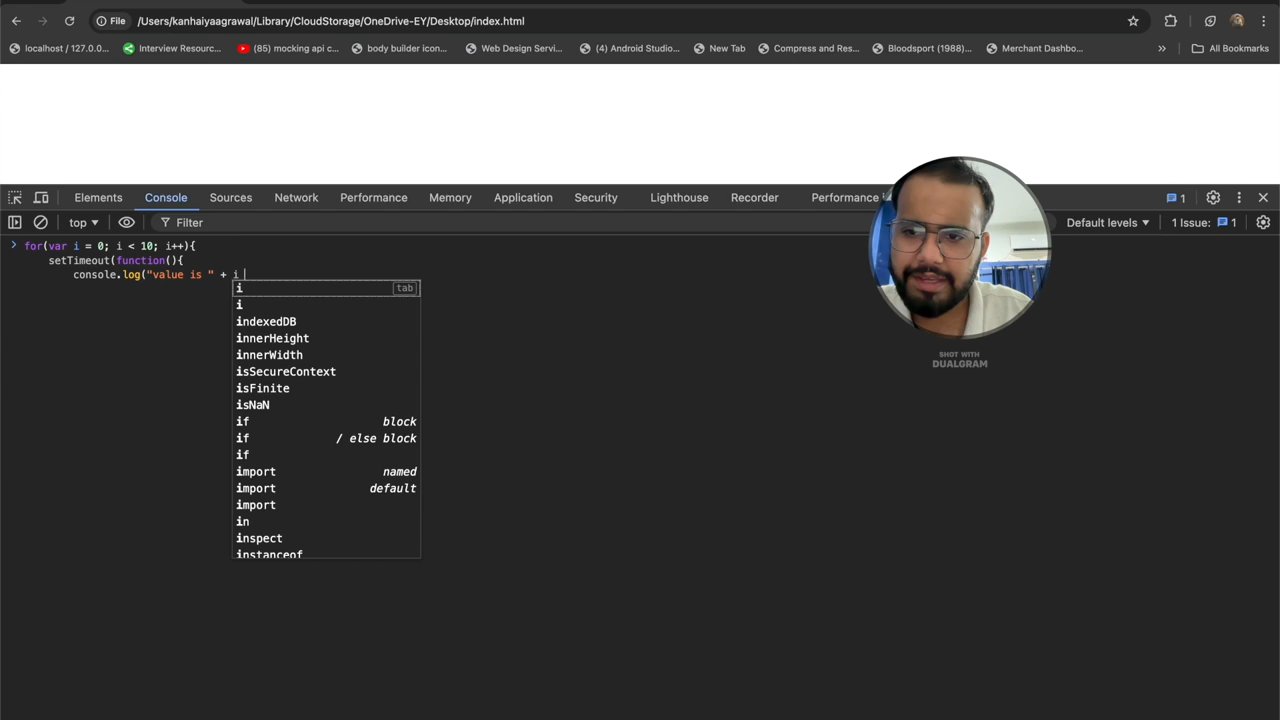 File /Users/kanhaiyaagrawal/Library/CloudStorage/OneDrive-EY/Desktop/index.html
localhost / 127.0.0... Interview Resourc... (85) mocking api c... body builder icon... Web Design Servi... (4) Android Studio... New Tab Compress and Res... Bloodsport (1988)... Merchant Dashbo... » All Bookmarks
Elements Console Sources Network Performance Memory Application Security Lighthouse Recorder Performance 1
top Filter Default levels 1 Issue: 1
for(var i = 0; i < 10; i++){
setTimeout(function(){
console.log("value is " + i
i tab
i
indexedDB
innerHeight
innerWidth
isSecureContext
isFinite
isNaN
if block
if / else block
if
import named
import default
import
in
inspect
instanceof
SHOT WITH
DUALGRAM